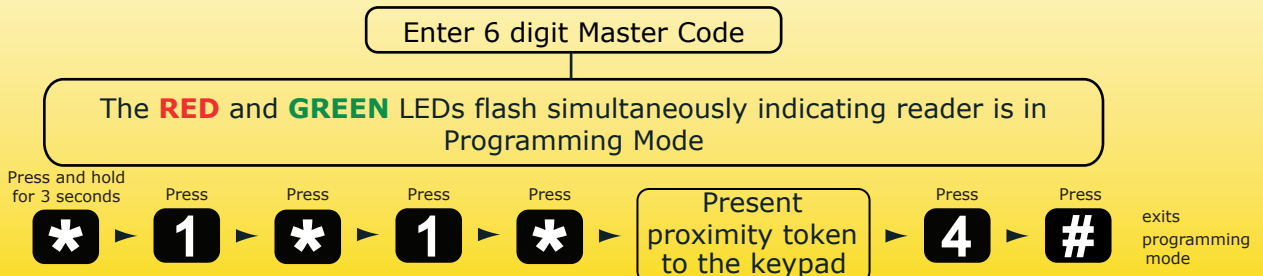 Enter 6 digit Master Code
The RED and GREEN LEDs flash simultaneously indicating reader is in
Programming Mode
Press and hold
for 3 seconds
Press
Press
Press
Press
Press
Press
*
1
*
1
*
Present
proximity token
to the keypad
4
#
exits
programming
mode